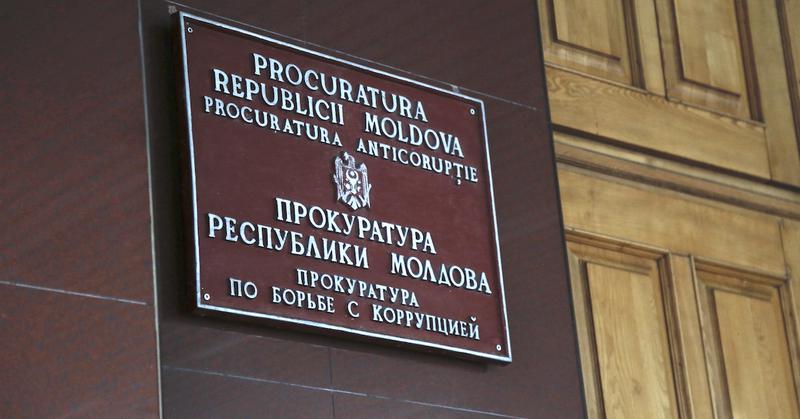 PROCURATURA
REPUBLICII MOLDOVA
PROCURATURA ANTICORUPȚIE
ПРОКУРАТУРА
РЕСПУБЛИКИ МОЛДОВА
ПРОКУРАТУРА
ПО БОРЬБЕ С КОРРУПЦИЕЙ